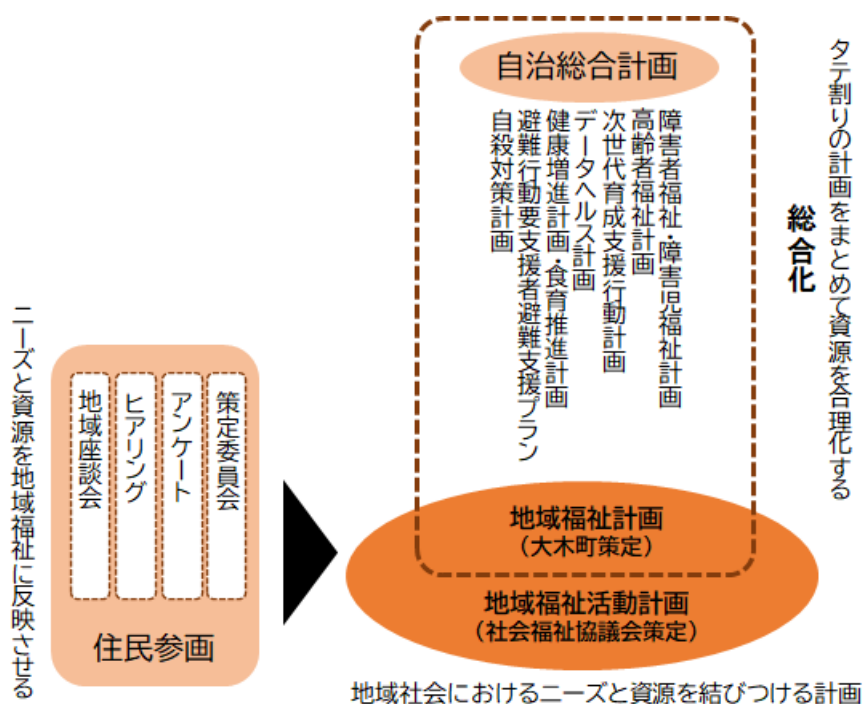 自治総合計画
障害者福祉・障害児福祉計画
高齢者福祉計画
次世代育成支援行動計画
データヘルス計画
健康増進計画・食育推進計画
避難行動要支援者避難支援プラン
自殺対策計画
タテ割りの計画をまとめて資源を合理化する
総合化
策定委員会
アンケート
ヒアリング
地域座談会
住民参画
ニーズと資源を地域福祉に反映させる
地域福祉計画
（大木町策定）
地域福祉活動計画
（社会福祉協議会策定）
地域社会におけるニーズと資源を結びつける計画